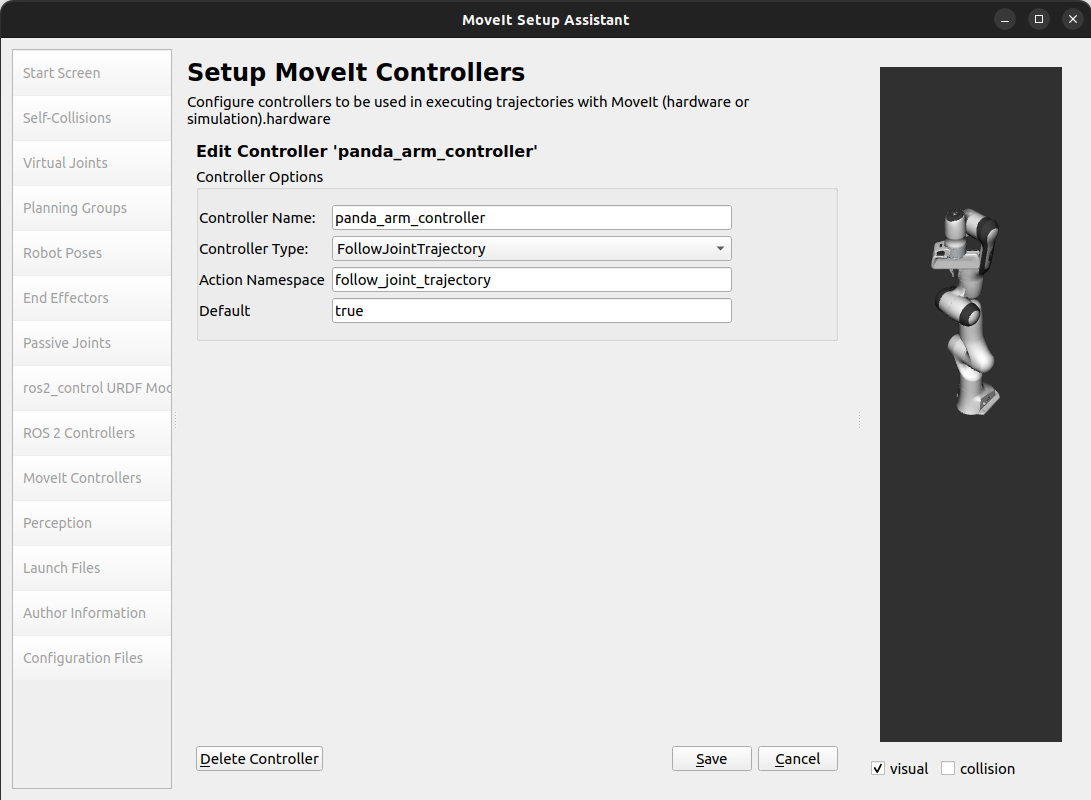 MoveIt Setup Assistant
Start Screen
Self-Collisions
Virtual Joints
Planning Groups
Robot Poses
End Effectors
Passive Joints
ros2_control URDF Mod
ROS 2 Controllers
MoveIt Controllers
Perception
Launch Files
Author Information
Configuration Files
Setup MoveIt Controllers
Configure controllers to be used in executing trajectories with MoveIt (hardware or
simulation).hardware
Edit Controller 'panda_arm_controller'
Controller Options
Controller Name: panda_arm_controller
Controller Type: FollowJointTrajectory
Action Namespace follow_joint_trajectory
Default true
Delete Controller
Save
Cancel
visual
collision